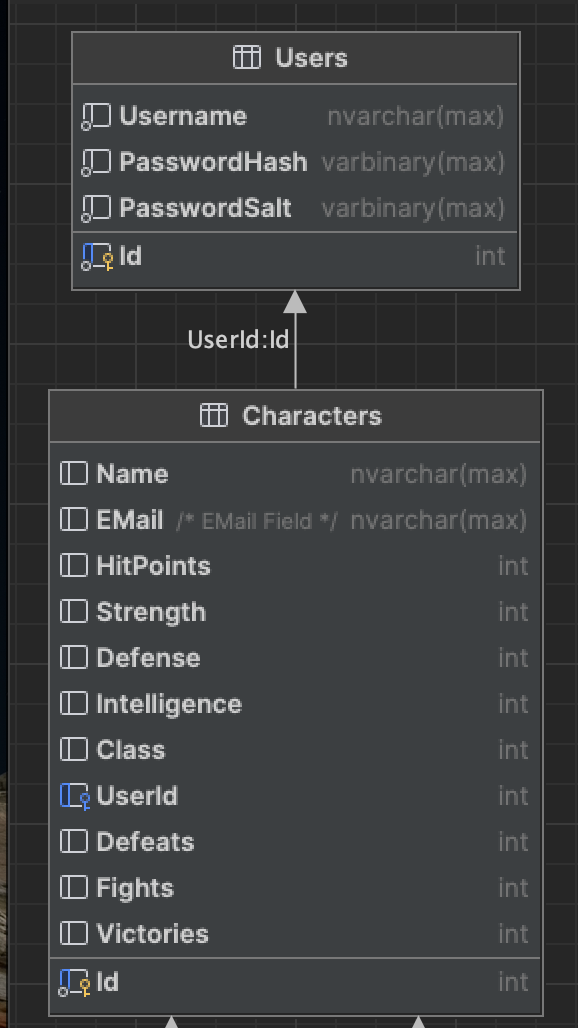 Users
Username nvarchar(max)
PasswordHash varbinary(max)
PasswordSalt varbinary(max)
Id int
UserId:Id
Characters
Name nvarchar(max)
EMail /* EMail Field */ nvarchar(max)
HitPoints int
Strength int
Defense int
Intelligence int
Class int
UserId int
Defeats int
Fights int
Victories int
Id int